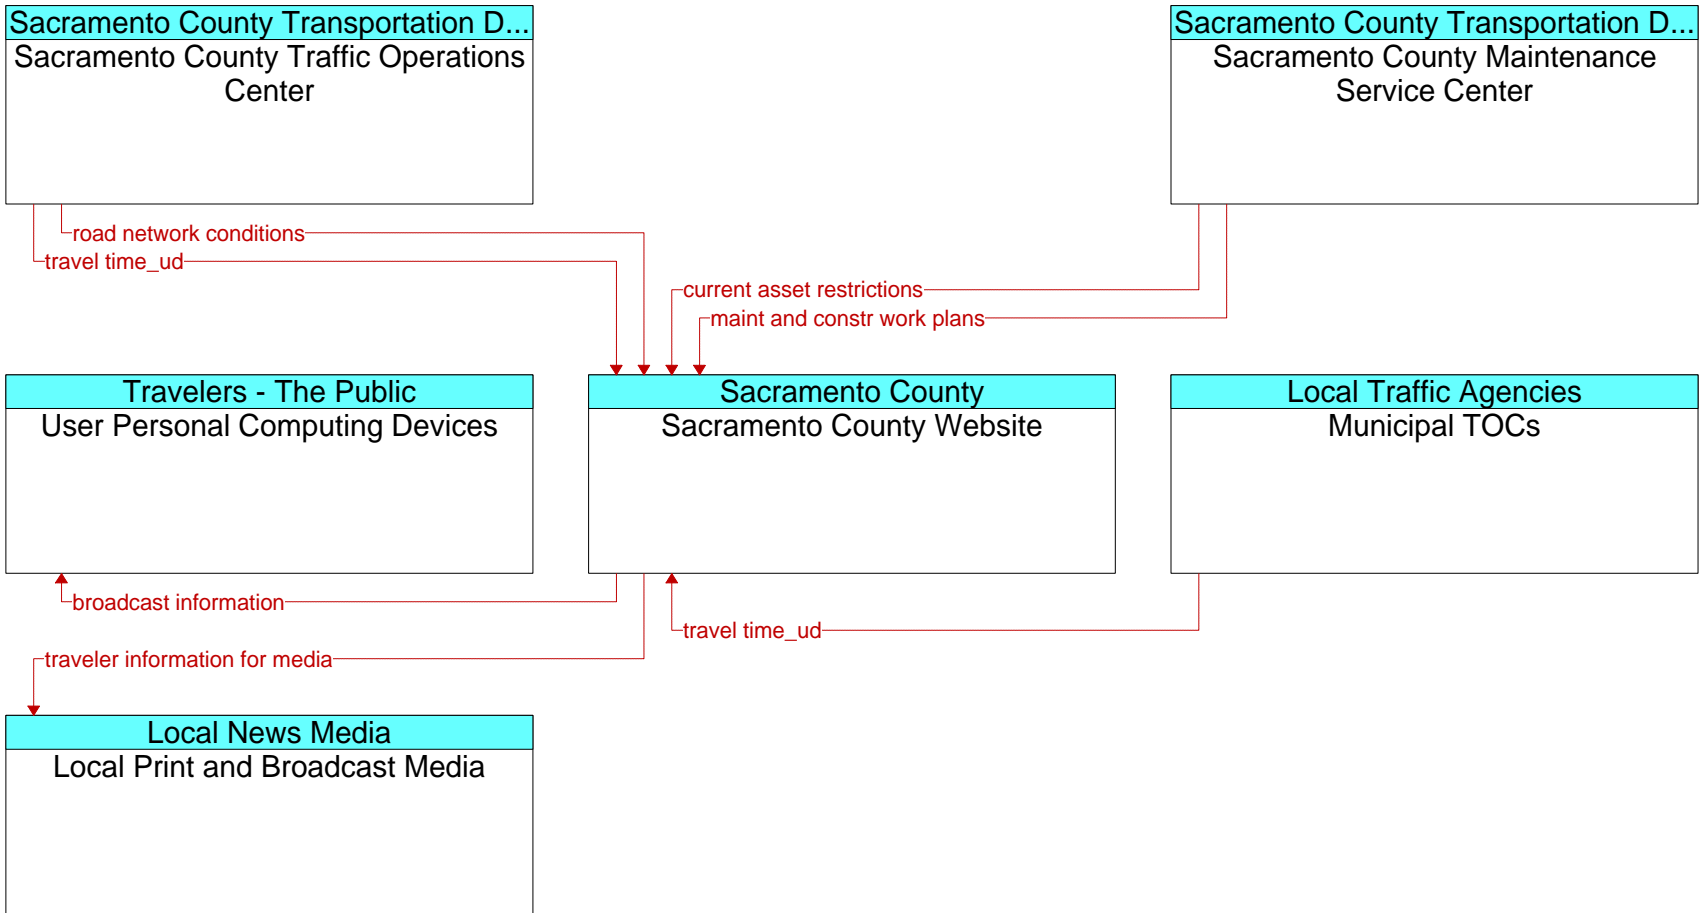 Sacramento County Transportation D...
Sacramento County Traffic Operations
Center
Sacramento County Transportation D...
Sacramento County Maintenance
Service Center
road network conditions
travel time_ud
current asset restrictions
maint and constr work plans
Travelers - The Public
User Personal Computing Devices
Sacramento County
Sacramento County Website
Local Traffic Agencies
Municipal TOCs
broadcast information
travel time_ud
traveler information for media
Local News Media
Local Print and Broadcast Media